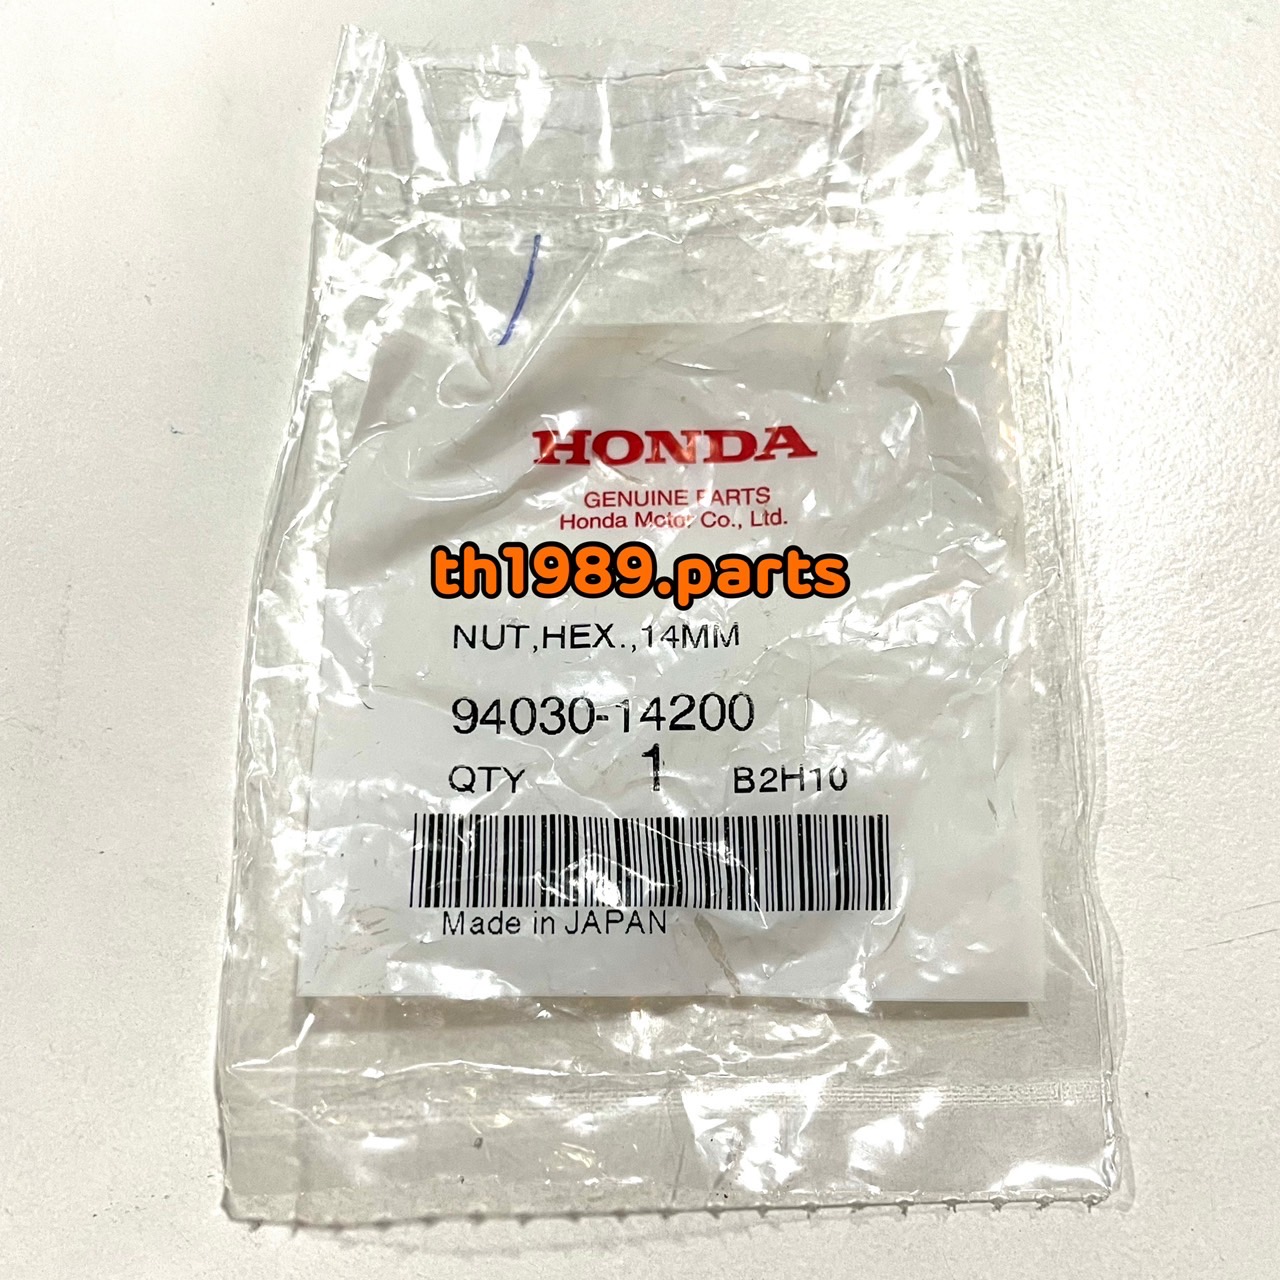 HONDA
GENUINE PARTS
Honda Motor Co., Ltd.
th1989.parts
NUT,HEX.,14MM
94030-14200
QTY 1 B2H10
Made in JAPAN